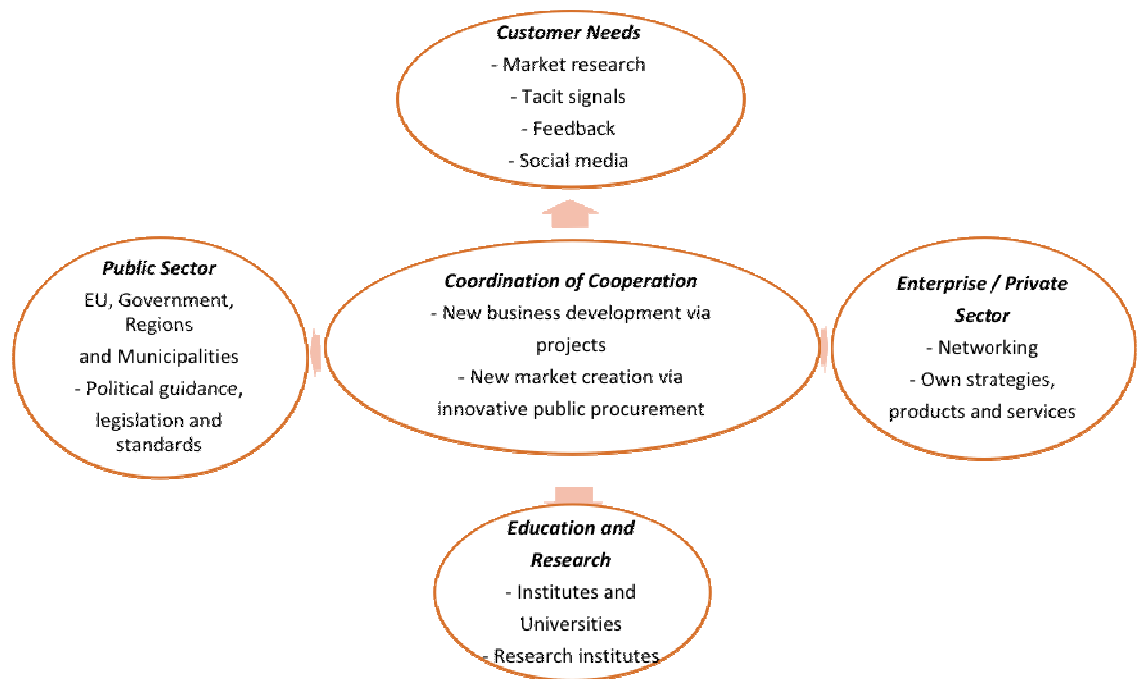 Customer Needs
- Market research
- Tacit signals
- Feedback
- Social media
Public Sector
EU, Government,
Regions
and Municipalities
- Political guidance,
legislation and
standards
Coordination of Cooperation
- New business development via
projects
- New market creation via
innovative public procurement
Enterprise / Private
Sector
- Networking
- Own strategies,
products and services
Education and
Research
- Institutes and
Universities
- Research institutes